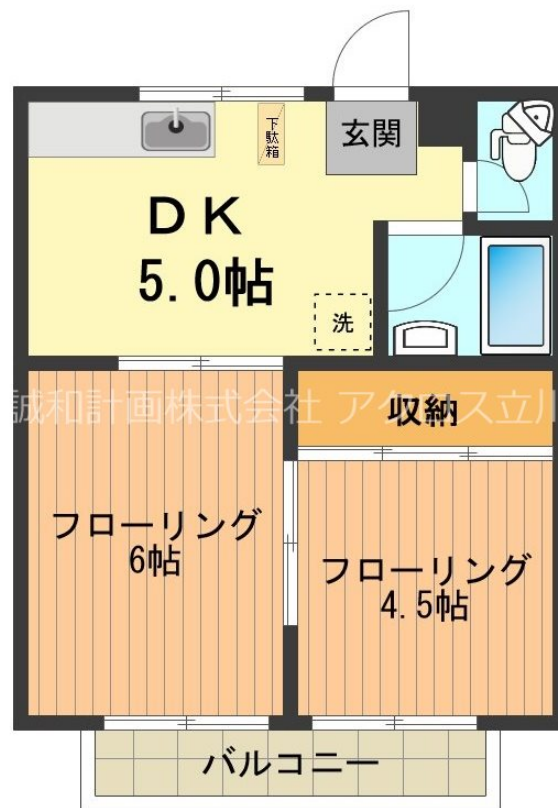 下駄箱
玄関
DK
5.0帖
洗
誠和計画株式会社 アクセス立川
収納
フローリング
6帖
フローリング
4.5帖
バルコニー